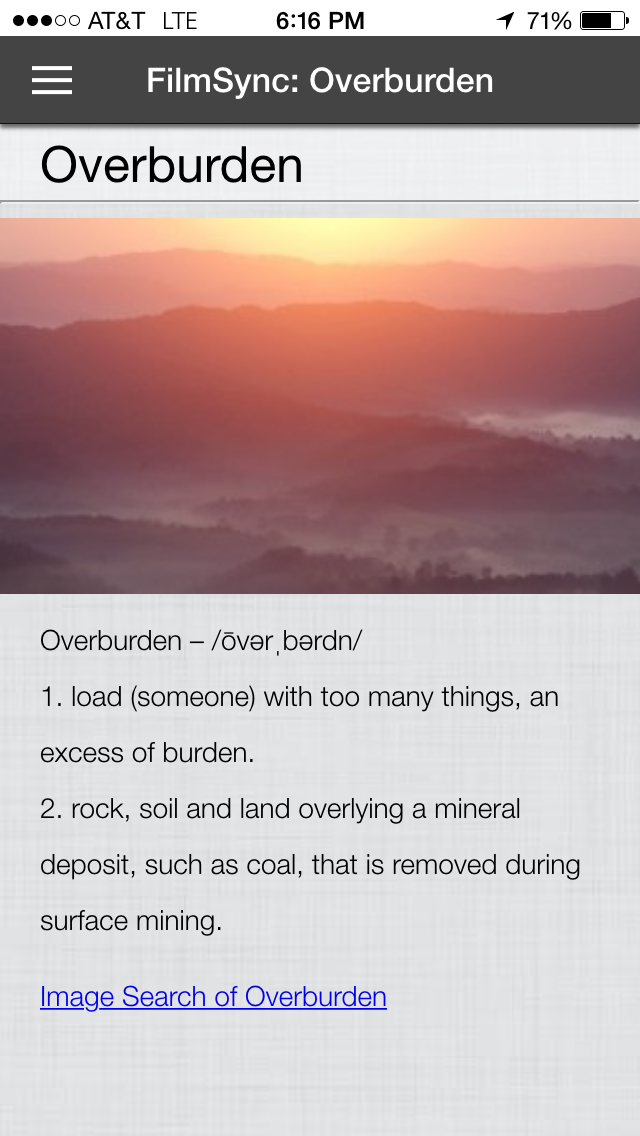 AT&T LTE 6:16 PM 71%
FilmSync: Overburden
Overburden
Overburden – /ōvərˌbərdn/
1. load (someone) with too many things, an
excess of burden.
2. rock, soil and land overlying a mineral
deposit, such as coal, that is removed during
surface mining.
Image Search of Overburden